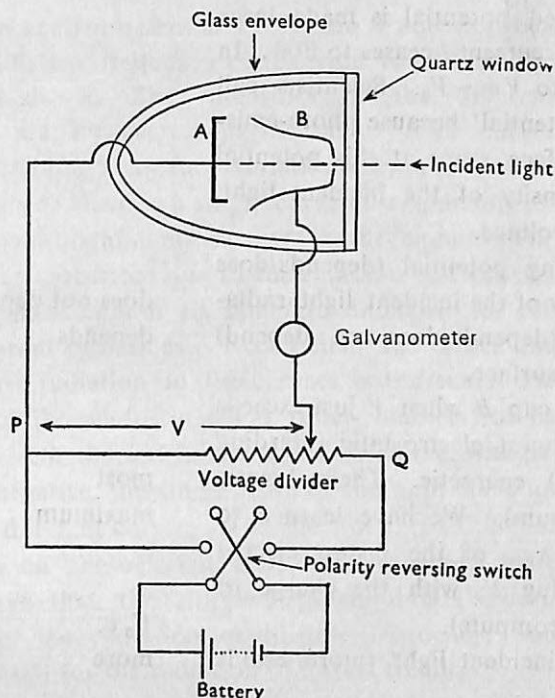 Glass envelope
Quartz window
A
B
Incident light
Galvanometer
P
V
Q
Voltage divider
Polarity reversing switch
Battery